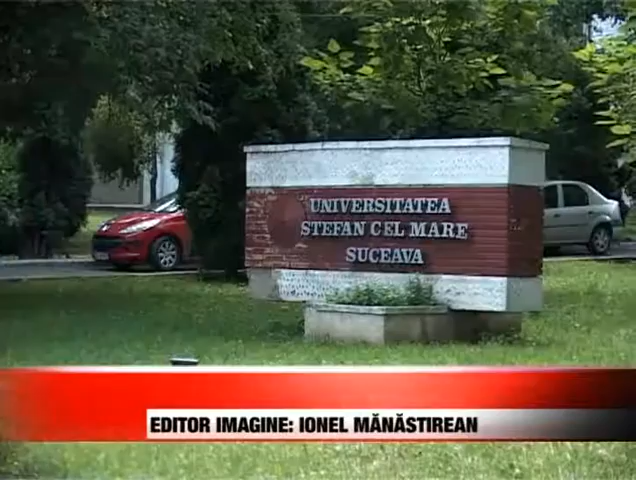 UNIVERSITATEA
STEFAN CEL MARE
SUCEAVA
EDITOR IMAGINE: IONEL MĂNĂSTIREAN